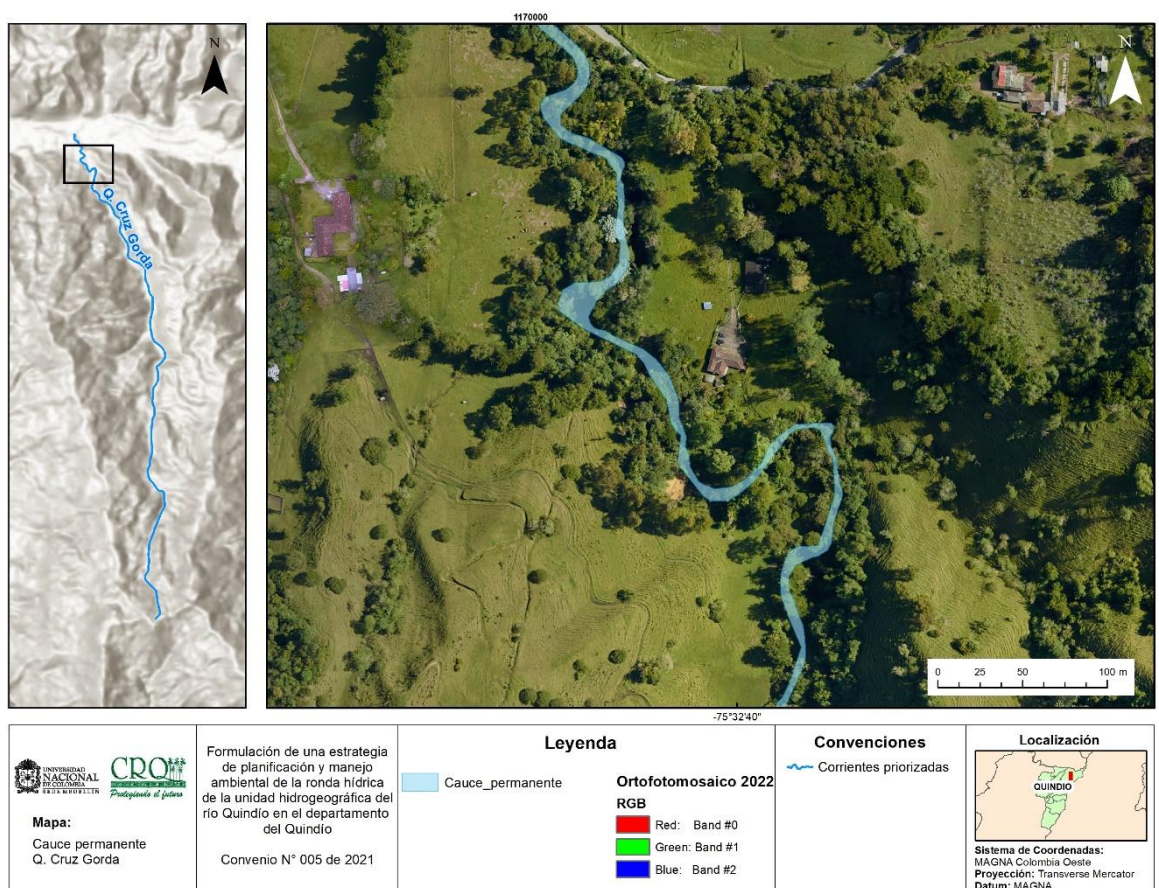 1170000
N
Q. Cruz Gorda
N
0 25 50 100 m
-75°32'40"
UNIVERSIDAD
NACIONAL
DE COLOMBIA
SEDE MEDELLÍN
CRQ
Protegiendo el futuro
Mapa:
Cauce permanente
Q. Cruz Gorda
Formulación de una estrategia
de planificación y manejo
ambiental de la ronda hídrica
de la unidad hidrogeográfica del
río Quindío en el departamento
del Quindío
Convenio N° 005 de 2021
Leyenda
Cauce_permanente
Ortofotomosaico 2022
RGB
Red: Band #0
Green: Band #1
Blue: Band #2
Convenciones
Corrientes priorizadas
Localización
QUINDIO
Sistema de Coordenadas:
MAGNA Colombia Oeste
Proyección: Transverse Mercator
Datum: MAGNA